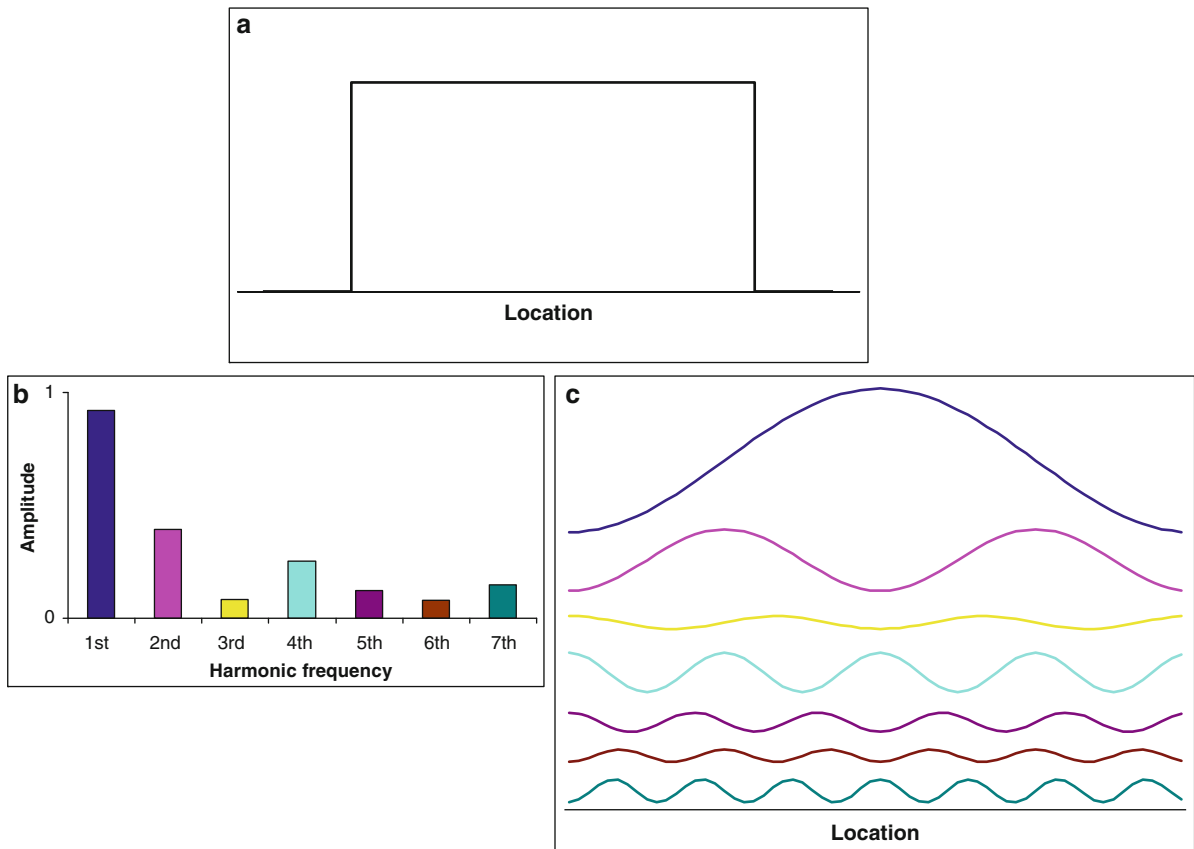 a
Location
b
1
Amplitude
0
1st 2nd 3rd 4th 5th 6th 7th
Harmonic frequency
c
Location